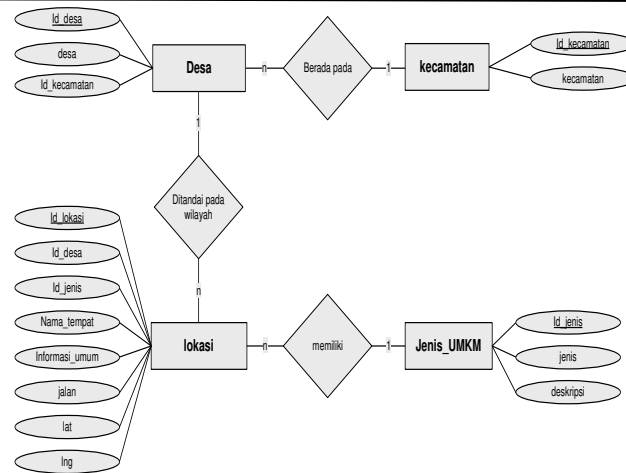 Id_desa
desa
Id_kecamatan
Desa
n
Berada pada
1
kecamatan
Id_kecamatan
kecamatan
1
Ditandai pada
wilayah
n
Id_lokasi
Id_desa
Id_jenis
Nama_tempat
Informasi_umum
jalan
lat
lng
lokasi
n
memiliki
1
Jenis_UMKM
Id_jenis
jenis
deskripsi